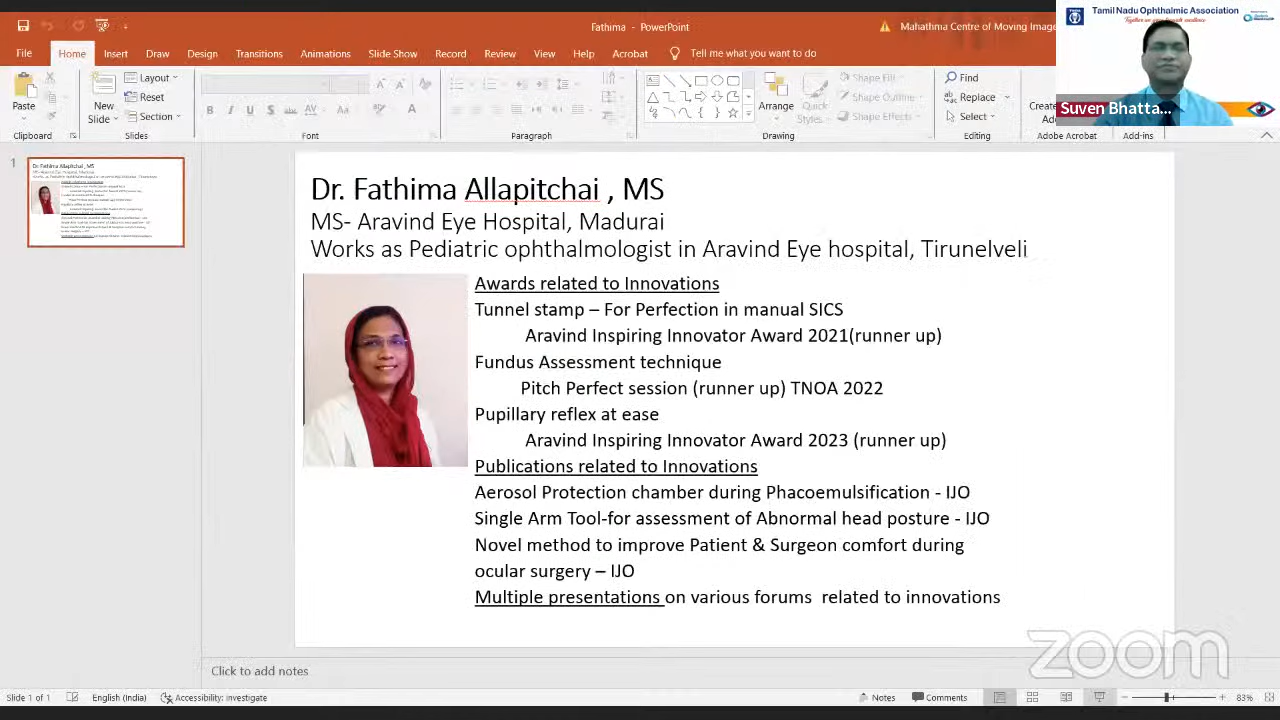 Fathima - PowerPoint
Mahathma Centre of Moving Image
Tamil Nadu Ophthalmic Association
Together we grow towards excellence
Suven Bhatta...
File Home Insert Draw Design Transitions Animations Slide Show Record Review View Help Acrobat Tell me what you want to do
Paste
New
Slide
Layout
Reset
Section
Shape Fill
Shape Outline
Shape Effects
Arrange
Quick
Styles
Find
Replace
Select
Clipboard Slides Font Paragraph Drawing Editing Adobe Acrobat Add-ins
1
Dr. Fathima Allapitchai , MS
MS- Aravind Eye Hospital, Madurai
Works as Pediatric ophthalmologist in Aravind Eye hospital, Tirunelveli
Awards related to Innovations
Tunnel stamp – For Perfection in manual SICS
Aravind Inspiring Innovator Award 2021(runner up)
Fundus Assessment technique
Pitch Perfect session (runner up) TNOA 2022
Pupillary reflex at ease
Aravind Inspiring Innovator Award 2023 (runner up)
Publications related to Innovations
Aerosol Protection chamber during Phacoemulsification - IJO
Single Arm Tool-for assessment of Abnormal head posture - IJO
Novel method to improve Patient & Surgeon comfort during
ocular surgery – IJO
Multiple presentations on various forums related to innovations
zoom
Click to add notes
Slide 1 of 1 English (India) Accessibility: Investigate Notes Comments 83%